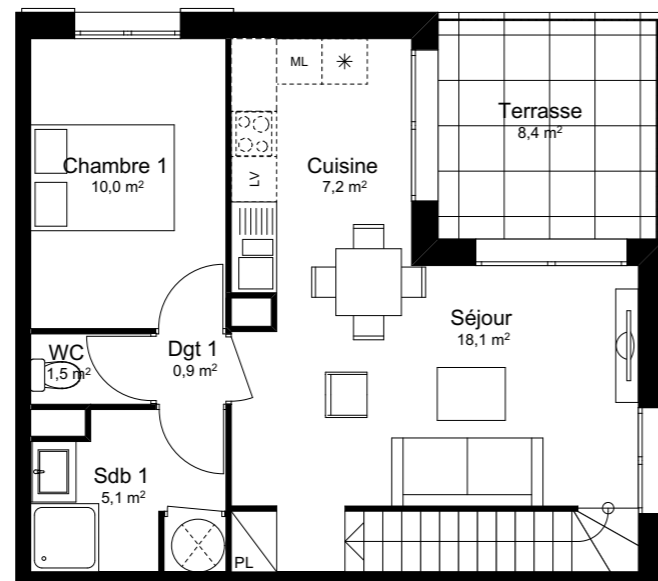 ML
Terrasse
8,4 m²
Chambre 1
10,0 m²
Cuisine
7,2 m²
LV
Séjour
18,1 m²
WC
1,5 m²
Dgt 1
0,9 m²
Sdb 1
5,1 m²
PL